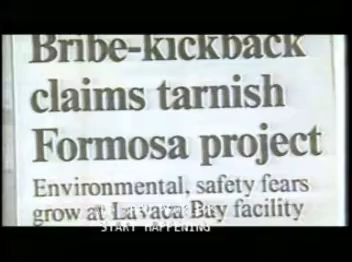 Bribe-kickback
claims tarnish
Formosa project
Environmental, safety fears
grow at Lavaca Bay facility
START HAPPENING